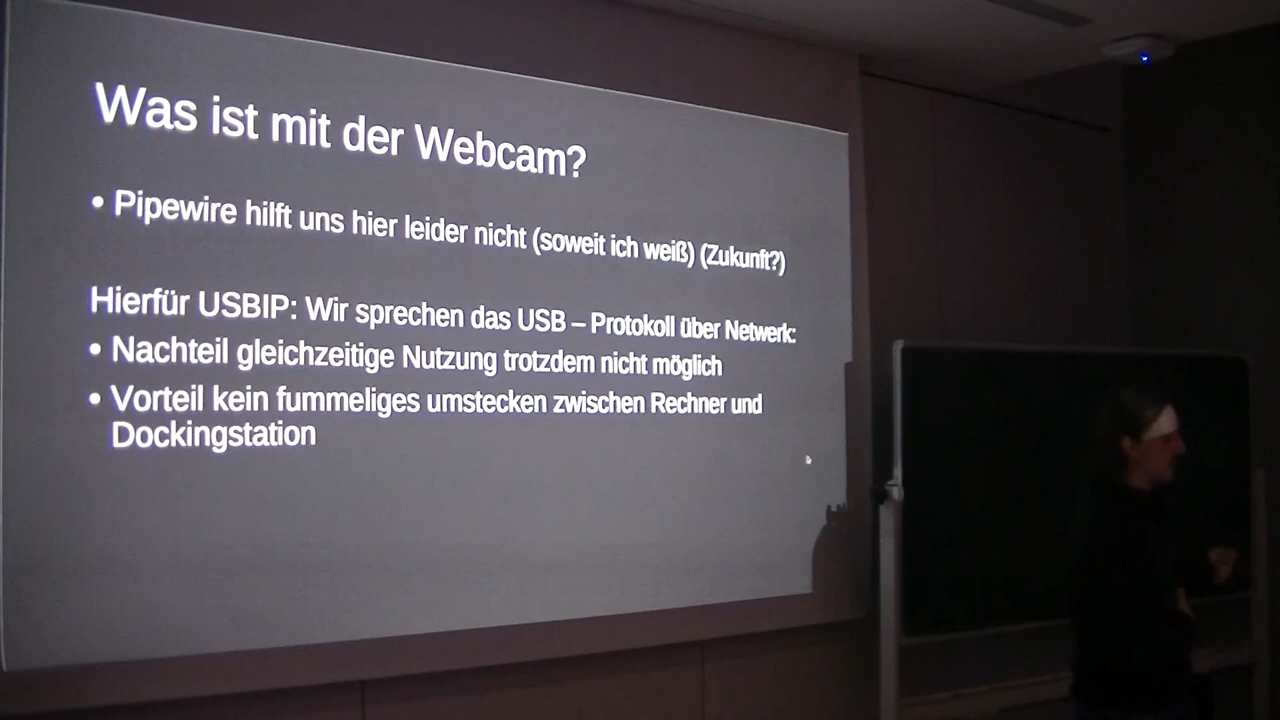 Was ist mit der Webcam?
• Pipewire hilft uns hier leider nicht (soweit ich weiß) (Zukunft?)
Hierfür USBIP: Wir sprechen das USB – Protokoll über Netwerk:
• Nachteil gleichzeitige Nutzung trotzdem nicht möglich
• Vorteil kein fummeliges umstecken zwischen Rechner und
Dockingstation